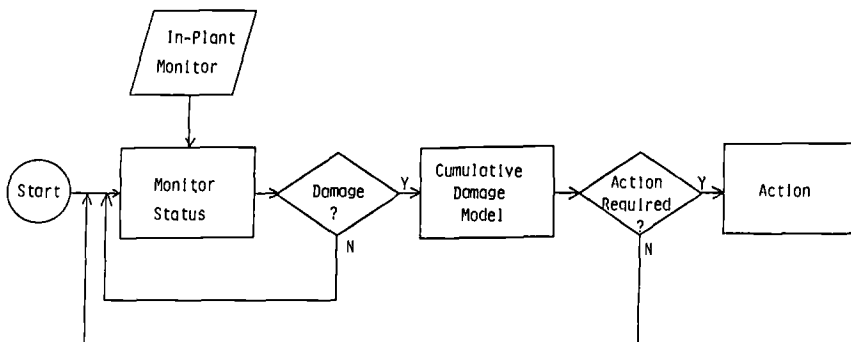 In-Plant
Monitor
Start
Monitor
Status
Damage
?
Y
N
Cumulative
Damage
Model
Action
Required
?
Y
N
Action